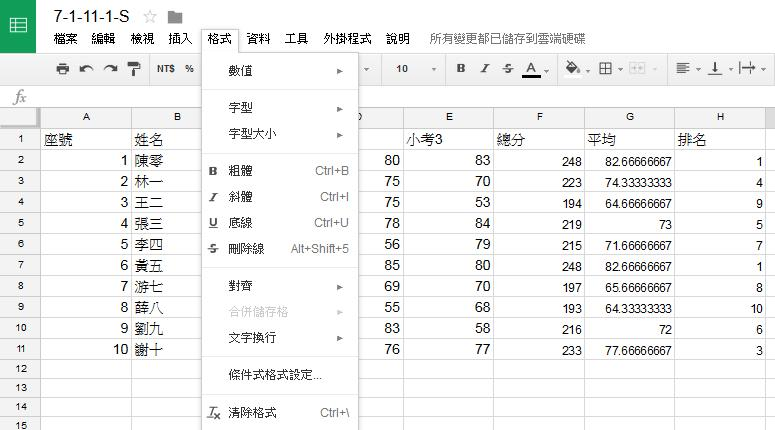 7-1-11-1-S
檔案 編輯 檢視 插入 格式 資料 工具 外掛程式 說明 所有變更都已儲存到雲端硬碟
NT$ % 10 B I S A
fx
A B D E F G H
1 座號 姓名 小考3 總分 平均 排名
2 1 陳零 80 83 248 82.66666667 1
3 2 林一 75 70 223 74.33333333 4
4 3 王二 75 53 194 64.66666667 9
5 4 張三 78 84 219 73 5
6 5 李四 56 79 215 71.66666667 7
7 6 黃五 85 80 248 82.66666667 1
8 7 游七 69 70 197 65.66666667 8
9 8 薛八 55 68 193 64.33333333 10
10 9 劉九 83 58 216 72 6
11 10 謝十 76 77 233 77.66666667 3
12
13
14
15
數值
字型
字型大小
B 粗體 Ctrl+B
I 斜體 Ctrl+I
U 底線 Ctrl+U
S 刪除線 Alt+Shift+5
對齊
合併儲存格
文字換行
條件式格式設定...
清除格式 Ctrl+\